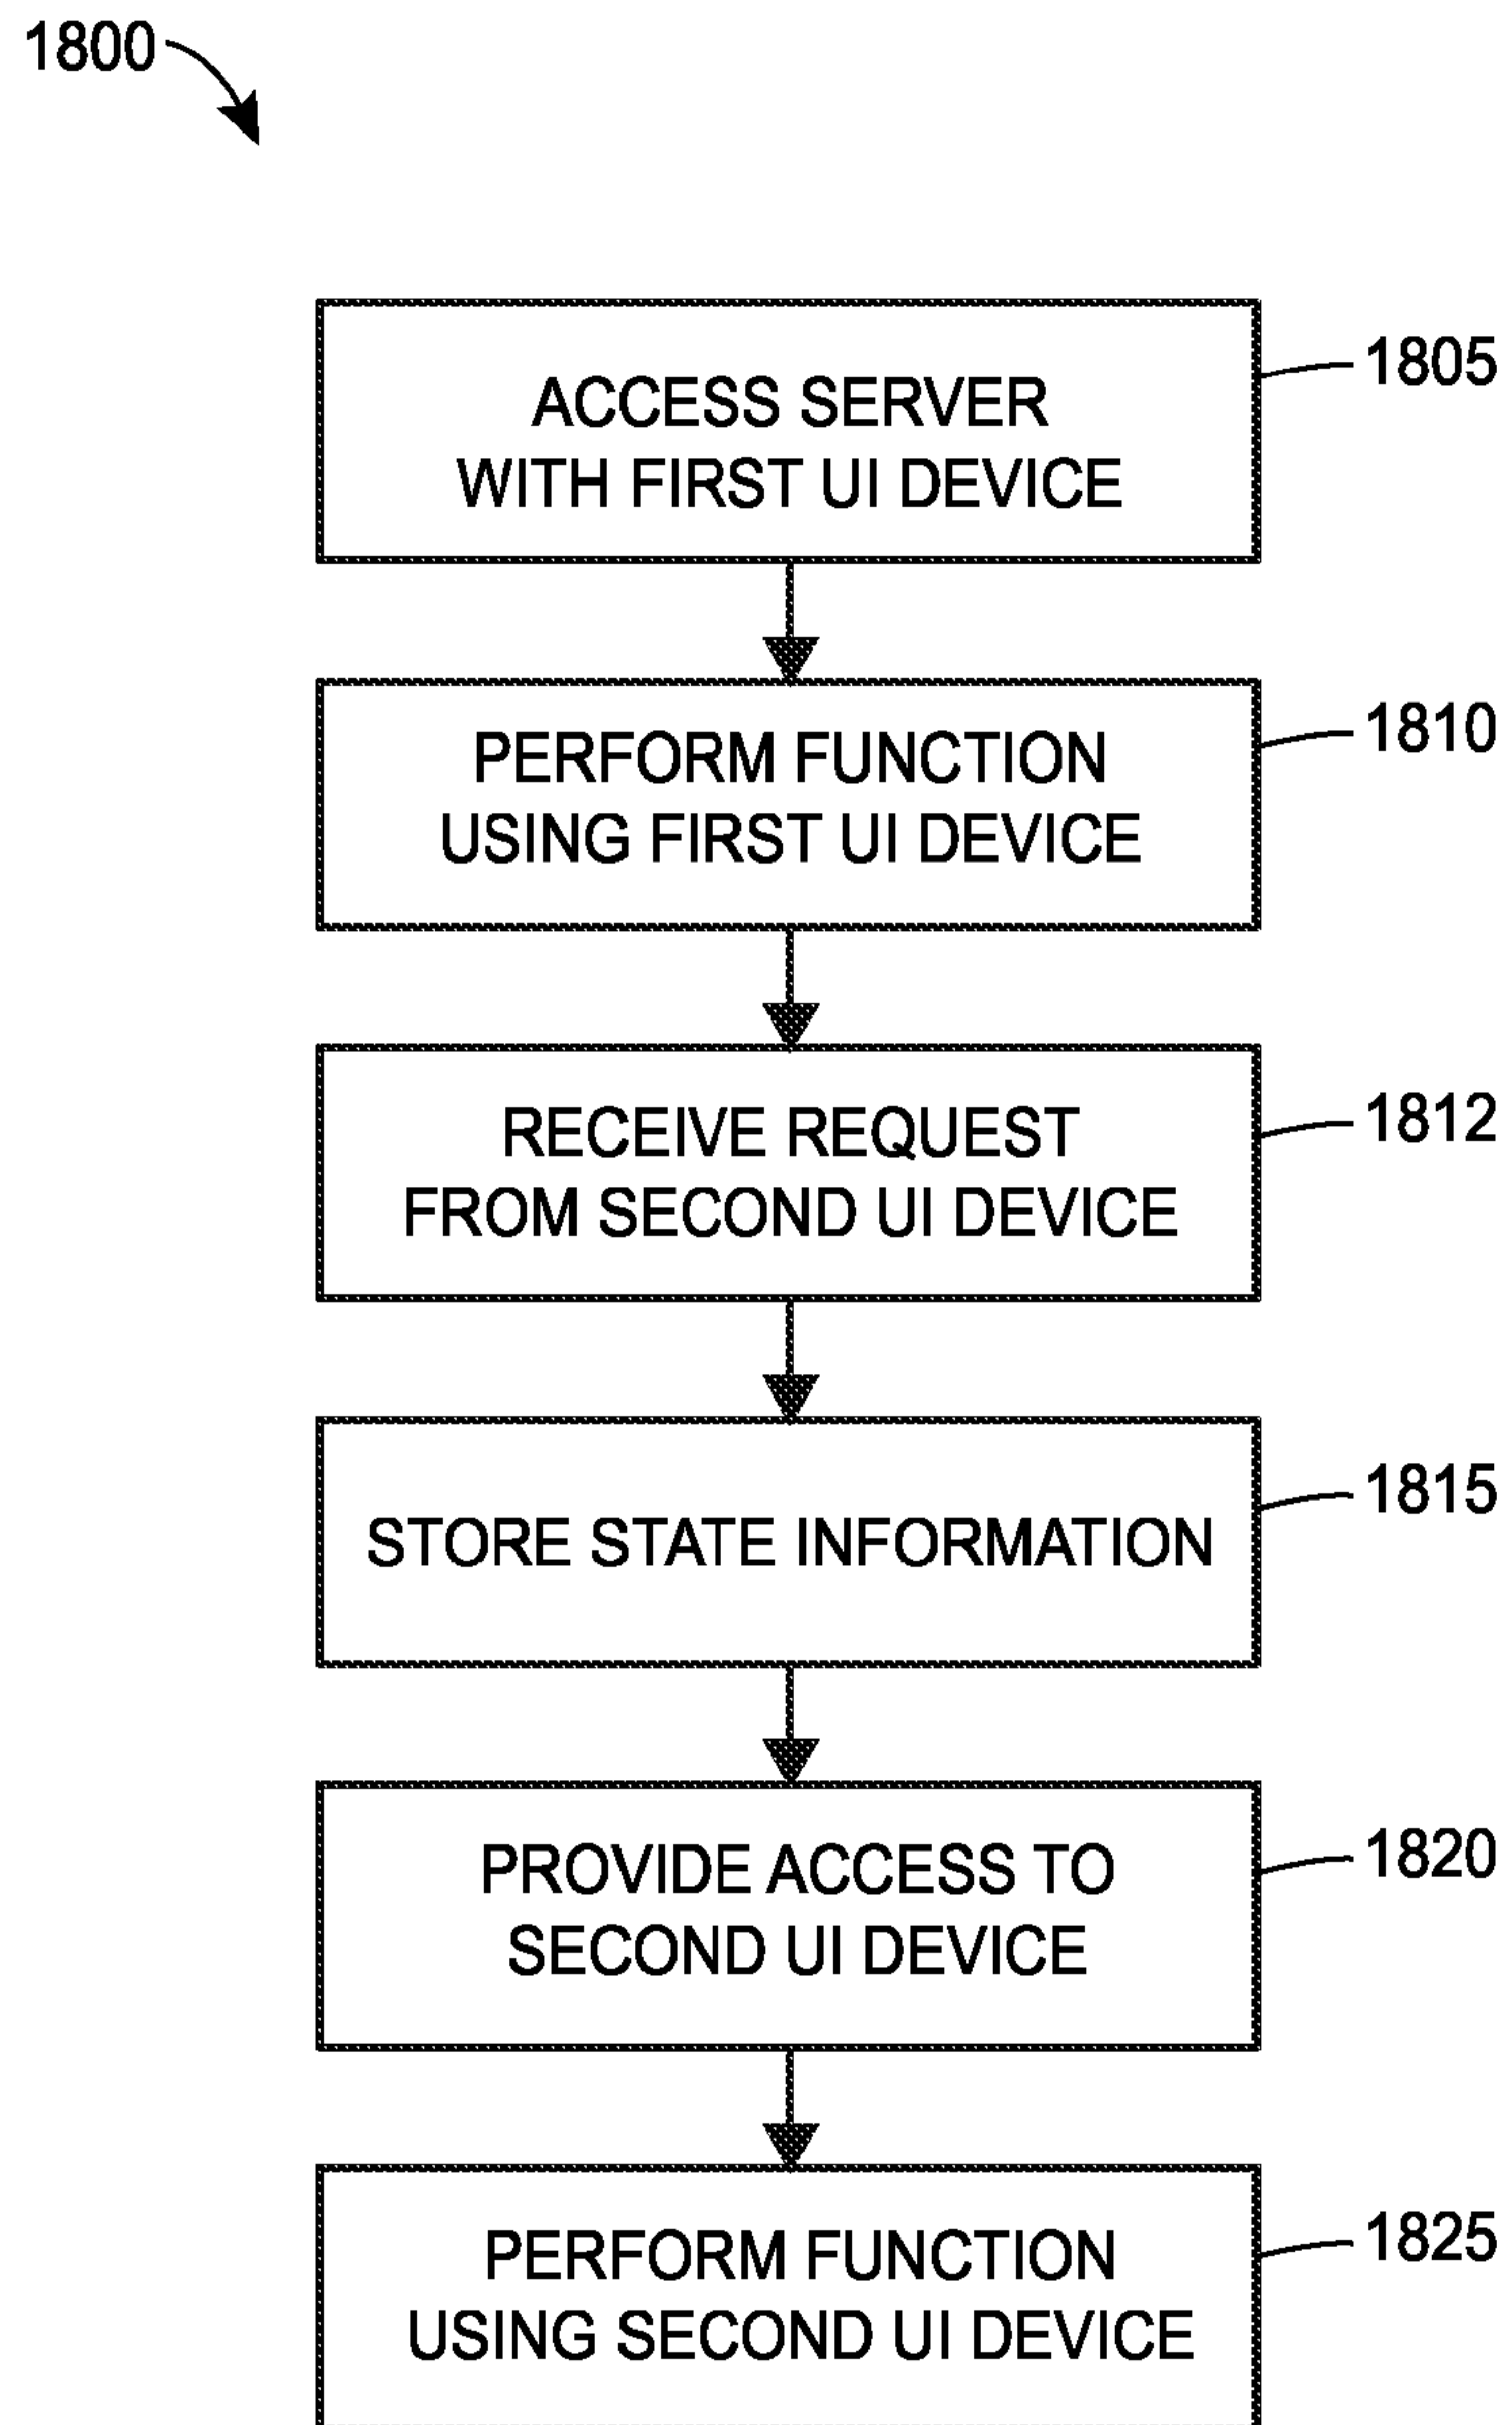 1800
ACCESS SERVER
WITH FIRST UI DEVICE
1805
PERFORM FUNCTION
USING FIRST UI DEVICE
1810
RECEIVE REQUEST
FROM SECOND UI DEVICE
1812
STORE STATE INFORMATION
1815
PROVIDE ACCESS TO
SECOND UI DEVICE
1820
PERFORM FUNCTION
USING SECOND UI DEVICE
1825